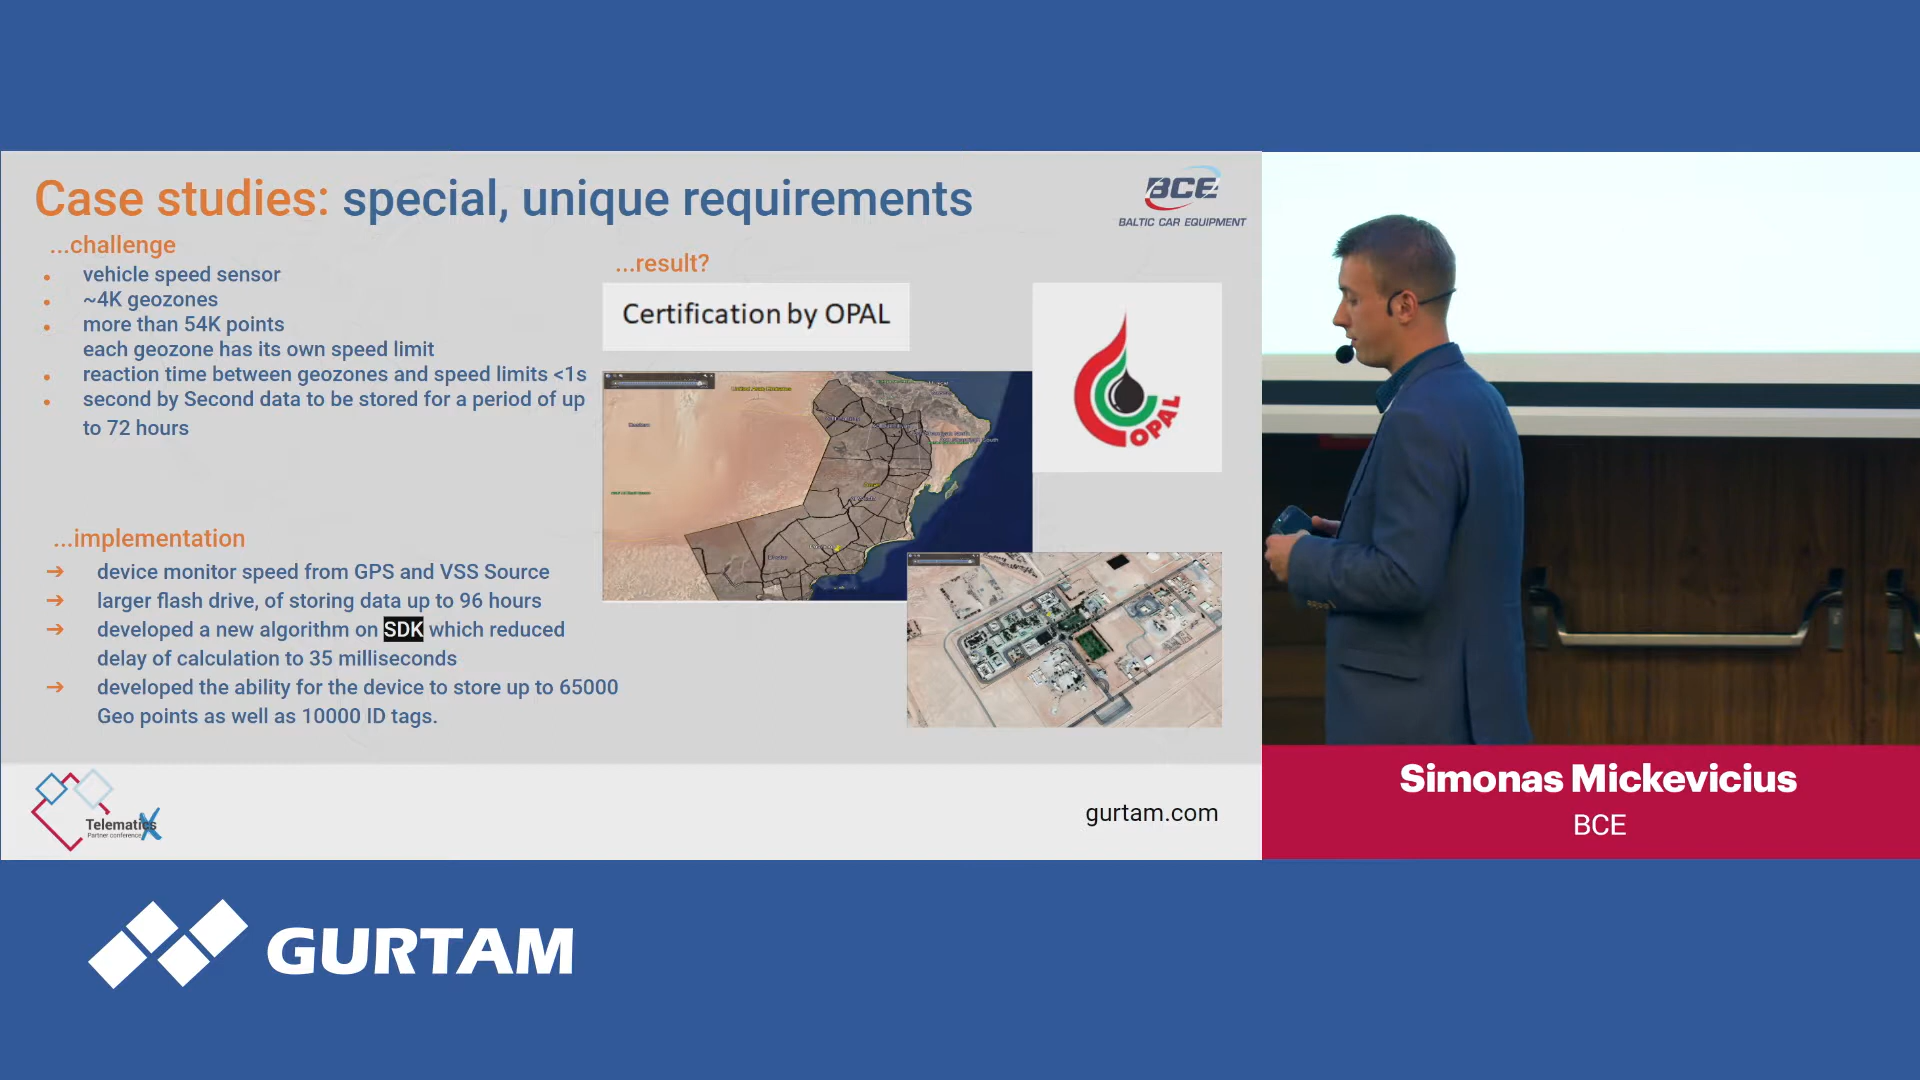 Case studies: special, unique requirements
BCE
BALTIC CAR EQUIPMENT
...challenge
• vehicle speed sensor
• ~4K geozones
• more than 54K points
each geozone has its own speed limit
• reaction time between geozones and speed limits <1s
• second by Second data to be stored for a period of up
to 72 hours
...implementation
➔ device monitor speed from GPS and VSS Source
➔ larger flash drive, of storing data up to 96 hours
➔ developed a new algorithm on SDK which reduced
delay of calculation to 35 milliseconds
➔ developed the ability for the device to store up to 65000
Geo points as well as 10000 ID tags.
...result?
Certification by OPAL
OPAL
Telematics X
Partner conference
gurtam.com
Simonas Mickevicius
BCE
GURTAM